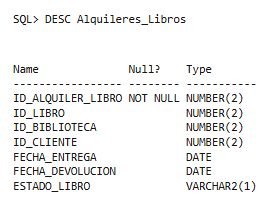 SQL> DESC Alquileres_Libros
Name Null? Type
----------------- -------- -----------
ID_ALQUILER_LIBRO NOT NULL NUMBER(2)
ID_LIBRO NUMBER(2)
ID_BIBLIOTECA NUMBER(2)
ID_CLIENTE NUMBER(2)
FECHA_ENTREGA DATE
FECHA_DEVOLUCION DATE
ESTADO_LIBRO VARCHAR2(1)